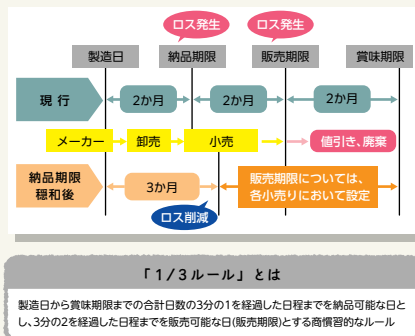 ロス発生
ロス発生
製造日
納品期限
販売期限
賞味期限
現行
2か月
2か月
2か月
メーカー
卸売
小売
値引き、廃棄
納品期限
穏和後
3か月
販売期限については、
各小売りにおいて設定
ロス削減
「1/3ルール」とは
製造日から賞味期限までの合計日数の3分の1を経過した日程までを納品可能な日と
し、3分の2を経過した日程までを販売可能な日(販売期限)とする商慣習的なルール